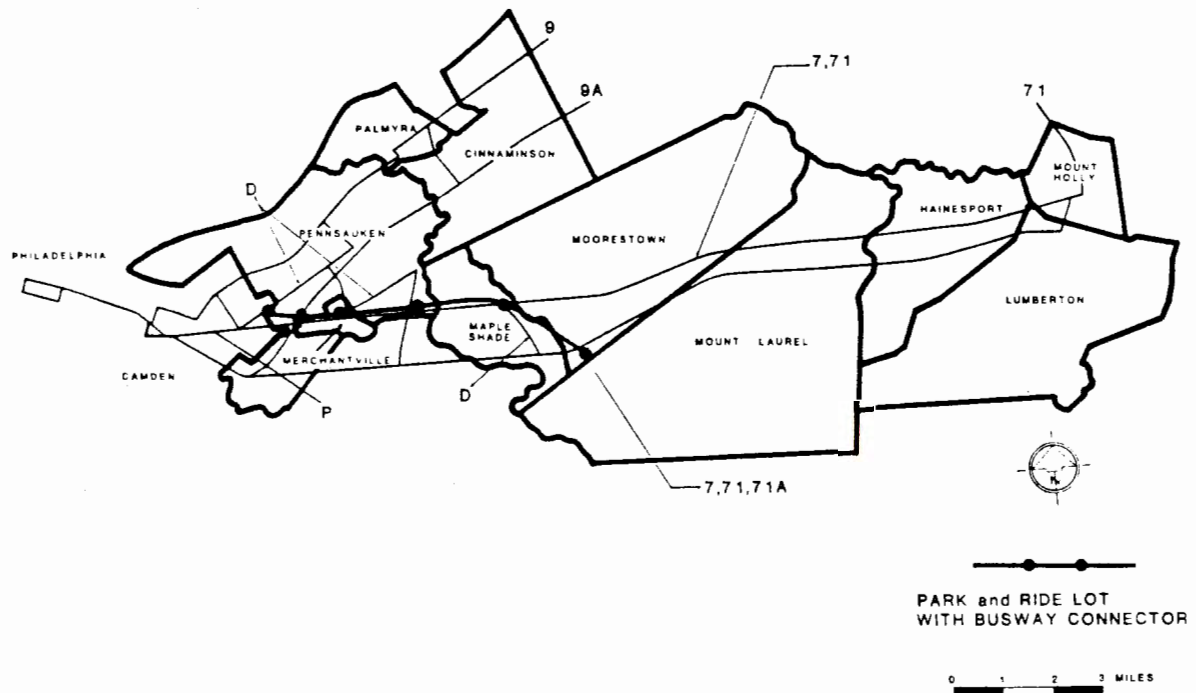 9
7,71
9A
71
PALMYRA
CINNAMINSON
MOUNT
HOLLY
D
HAINESPORT
PENNSAUKEN
MOORESTOWN
PHILADELPHIA
LUMBERTON
MAPLE
SHADE
MOUNT LAUREL
MERCHANTVILLE
CAMDEN
D
P
7,71,71A
N
PARK and RIDE LOT
WITH BUSWAY CONNECTOR
0 1 2 3 MILES